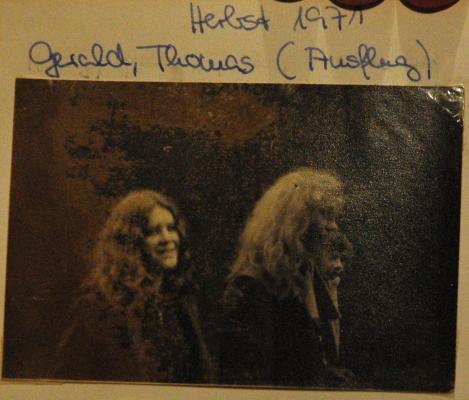 Herbst 1971
Gerald, Thomas (Ausflug)